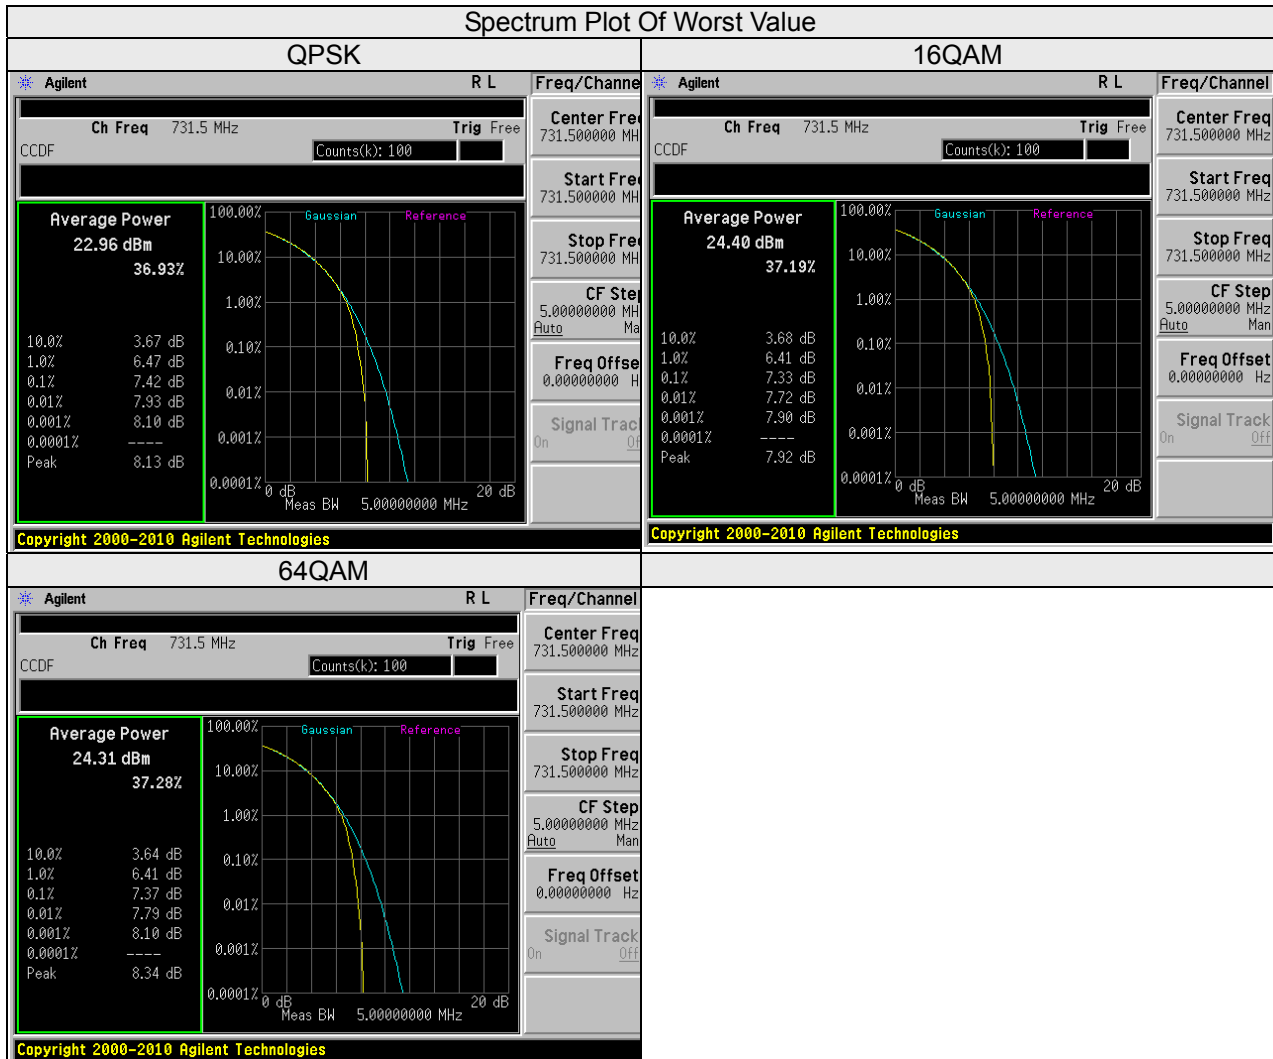 Spectrum Plot Of Worst Value
QPSK
Agilent R L Freq/Channe
Ch Freq 731.5 MHz Trig Free
CCDF Counts(k): 100
Average Power
22.96 dBm
36.93%
10.0% 3.67 dB
1.0% 6.47 dB
0.1% 7.42 dB
0.01% 7.93 dB
0.001% 8.10 dB
0.0001% ----
Peak 8.13 dB
100.00% Gaussian Reference
10.00%
1.00%
0.10%
0.01%
0.001%
0.0001%
0 dB 20 dB
Meas BW 5.00000000 MHz
Center Fre
731.500000 MH
Start Fre
731.500000 MH
Stop Fre
731.500000 MH
CF Step
5.00000000 MH
Auto Ma
Freq Offse
0.00000000 H
Signal Trac
On Of
Copyright 2000-2010 Agilent Technologies
16QAM
Agilent R L Freq/Channel
Ch Freq 731.5 MHz Trig Free
CCDF Counts(k): 100
Average Power
24.40 dBm
37.19%
10.0% 3.68 dB
1.0% 6.41 dB
0.1% 7.33 dB
0.01% 7.72 dB
0.001% 7.90 dB
0.0001% ----
Peak 7.92 dB
100.00% Gaussian Reference
10.00%
1.00%
0.10%
0.01%
0.001%
0.0001%
0 dB 20 dB
Meas BW 5.00000000 MHz
Center Freq
731.500000 MHz
Start Freq
731.500000 MHz
Stop Freq
731.500000 MHz
CF Step
5.00000000 MHz
Auto Man
Freq Offset
0.00000000 Hz
Signal Track
On Off
Copyright 2000-2010 Agilent Technologies
64QAM
Agilent R L Freq/Channel
Ch Freq 731.5 MHz Trig Free
CCDF Counts(k): 100
Average Power
24.31 dBm
37.28%
10.0% 3.64 dB
1.0% 6.41 dB
0.1% 7.37 dB
0.01% 7.79 dB
0.001% 8.10 dB
0.0001% ----
Peak 8.34 dB
100.00% Gaussian Reference
10.00%
1.00%
0.10%
0.01%
0.001%
0.0001%
0 dB 20 dB
Meas BW 5.00000000 MHz
Center Freq
731.500000 MHz
Start Freq
731.500000 MHz
Stop Freq
731.500000 MHz
CF Step
5.00000000 MHz
Auto Man
Freq Offset
0.00000000 Hz
Signal Track
On Off
Copyright 2000-2010 Agilent Technologies